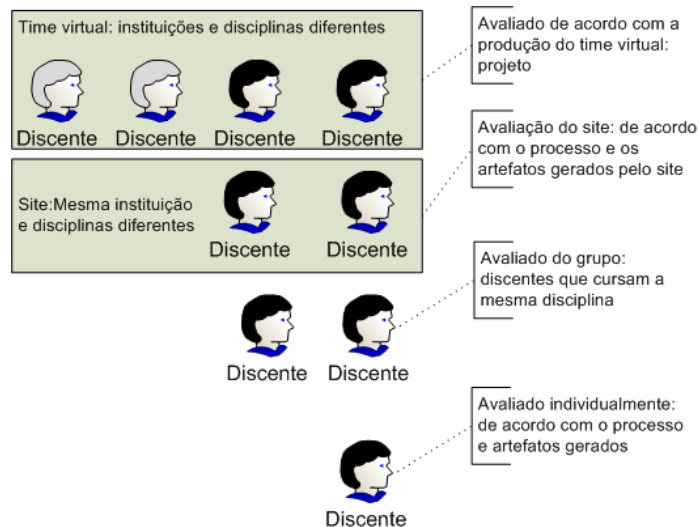 Time virtual: instituições e disciplinas diferentes
Discente Discente Discente Discente
Avaliado de acordo com a
produção do time virtual:
projeto
Site:Mesma instituição
e disciplinas diferentes
Discente Discente
Avaliação do site: de acordo
com o processo e os
artefatos gerados pelo site
Discente Discente
Avaliado do grupo:
discentes que cursam a
mesma disciplina
Discente
Avaliado individualmente:
de acordo com o processo
e artefatos gerados